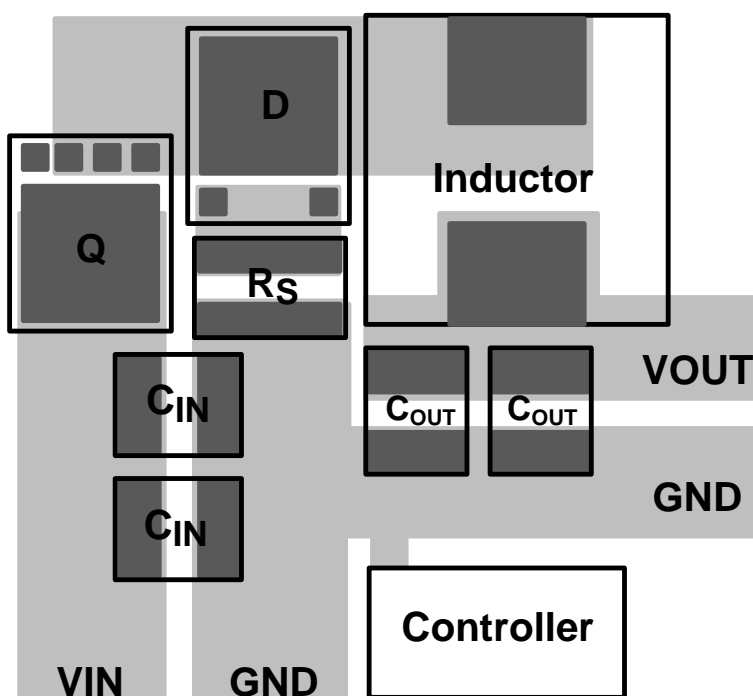 D
Inductor
Q
RS
VOUT
CIN
COUT
COUT
GND
CIN
Controller
VIN
GND